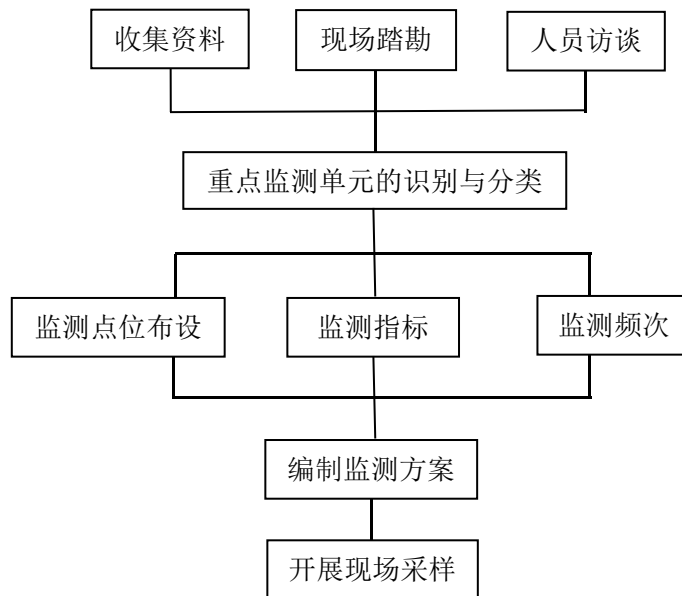 收集资料
现场踏勘
人员访谈
重点监测单元的识别与分类
监测点位布设
监测指标
监测频次
编制监测方案
开展现场采样